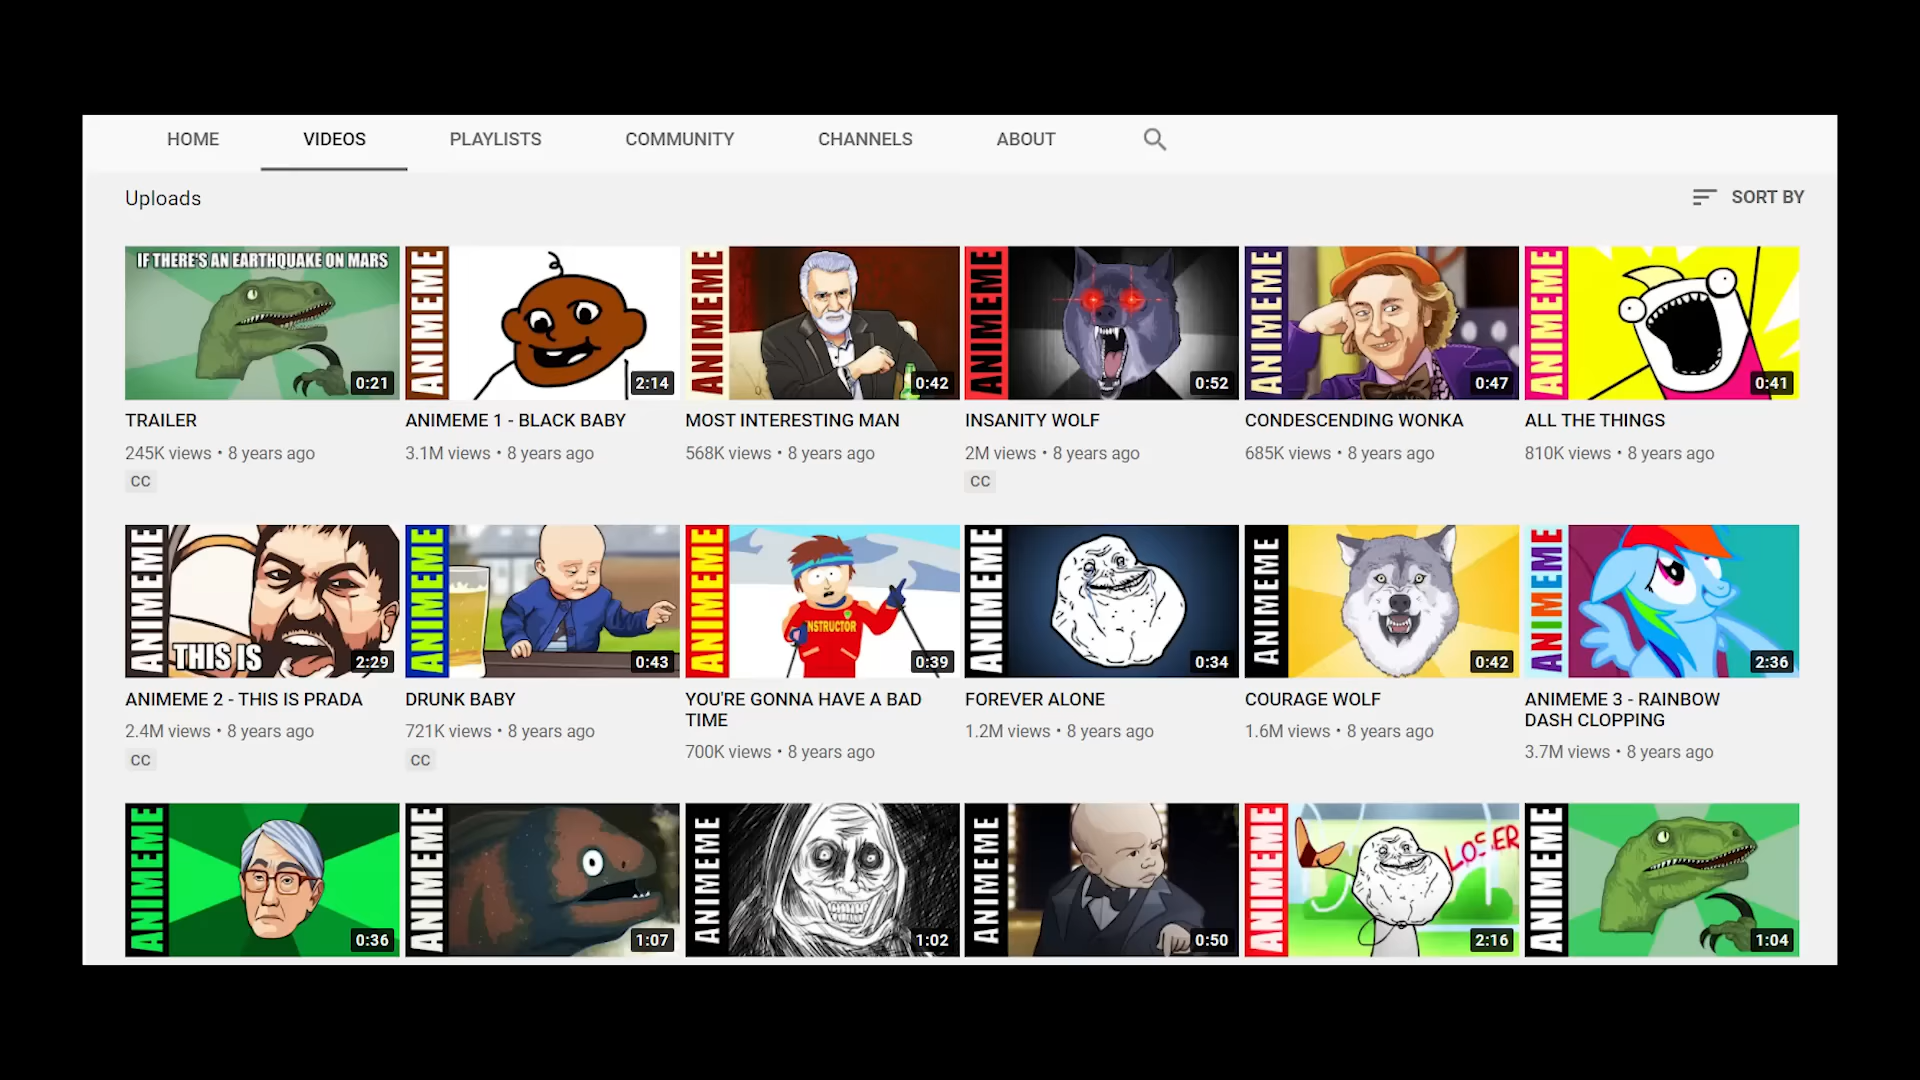 HOME VIDEOS PLAYLISTS COMMUNITY CHANNELS ABOUT
Uploads SORT BY
IF THERE'S AN EARTHQUAKE ON MARS
0:21
ANIMEME
2:14
ANIMEME
0:42
ANIMEME
0:52
ANIMEME
0:47
ANIMEME
0:41
TRAILER
245K views • 8 years ago
CC
ANIMEME 1 - BLACK BABY
3.1M views • 8 years ago
MOST INTERESTING MAN
568K views • 8 years ago
INSANITY WOLF
2M views • 8 years ago
CC
CONDESCENDING WONKA
685K views • 8 years ago
ALL THE THINGS
810K views • 8 years ago
ANIMEME
THIS IS
2:29
ANIMEME
0:43
ANIMEME
INSTRUCTOR
0:39
ANIMEME
0:34
ANIMEME
0:42
ANIMEME
2:36
ANIMEME 2 - THIS IS PRADA
2.4M views • 8 years ago
CC
DRUNK BABY
721K views • 8 years ago
CC
YOU'RE GONNA HAVE A BAD
TIME
700K views • 8 years ago
FOREVER ALONE
1.2M views • 8 years ago
COURAGE WOLF
1.6M views • 8 years ago
ANIMEME 3 - RAINBOW
DASH CLOPPING
3.7M views • 8 years ago
ANIMEME
0:36
ANIMEME
1:07
ANIMEME
1:02
ANIMEME
0:50
ANIMEME
LOSER
2:16
ANIMEME
1:04